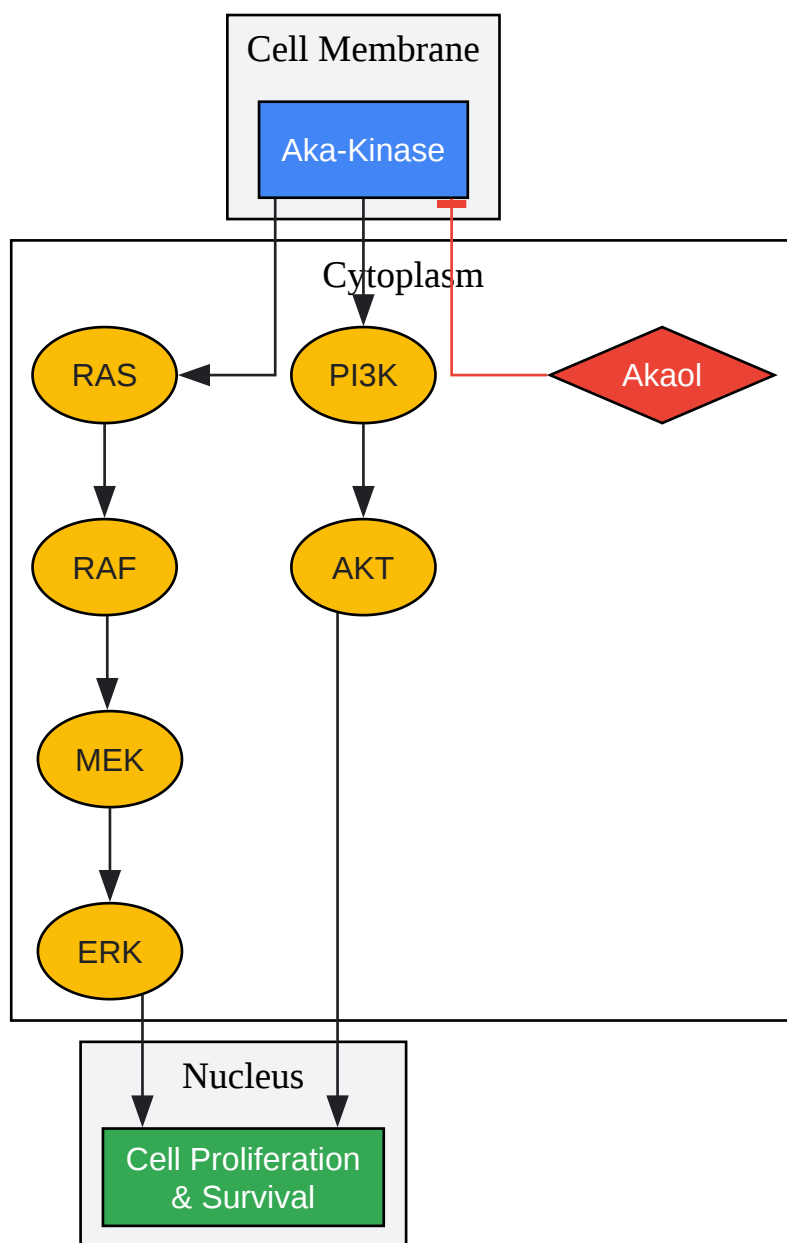 Cell Membrane
Aka-Kinase
Cytoplasm
RAS
PI3K
Akaol
RAF
AKT
MEK
ERK
Nucleus
Cell Proliferation
& Survival